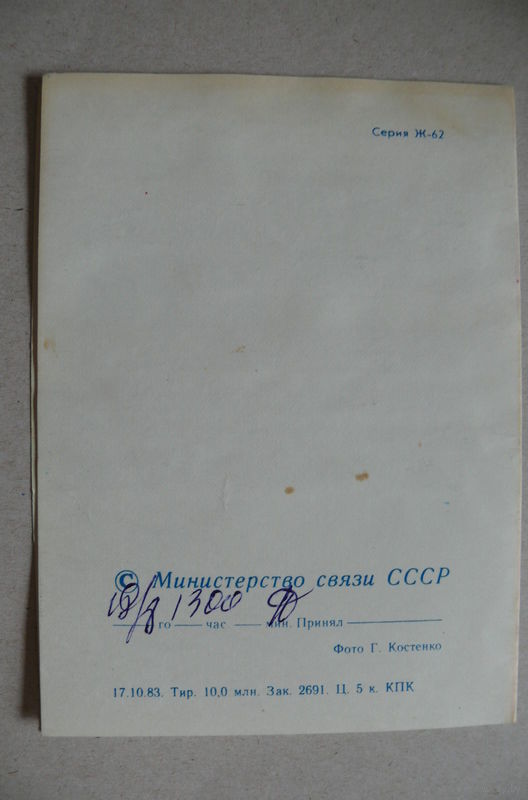 Серия Ж-62
© Министерство связи СССР
1300
го час мин. Принял
Фото Г. Костенко
17.10.83. Тир. 10,0 млн. Зак. 2691. Ц. 5 к. КПК